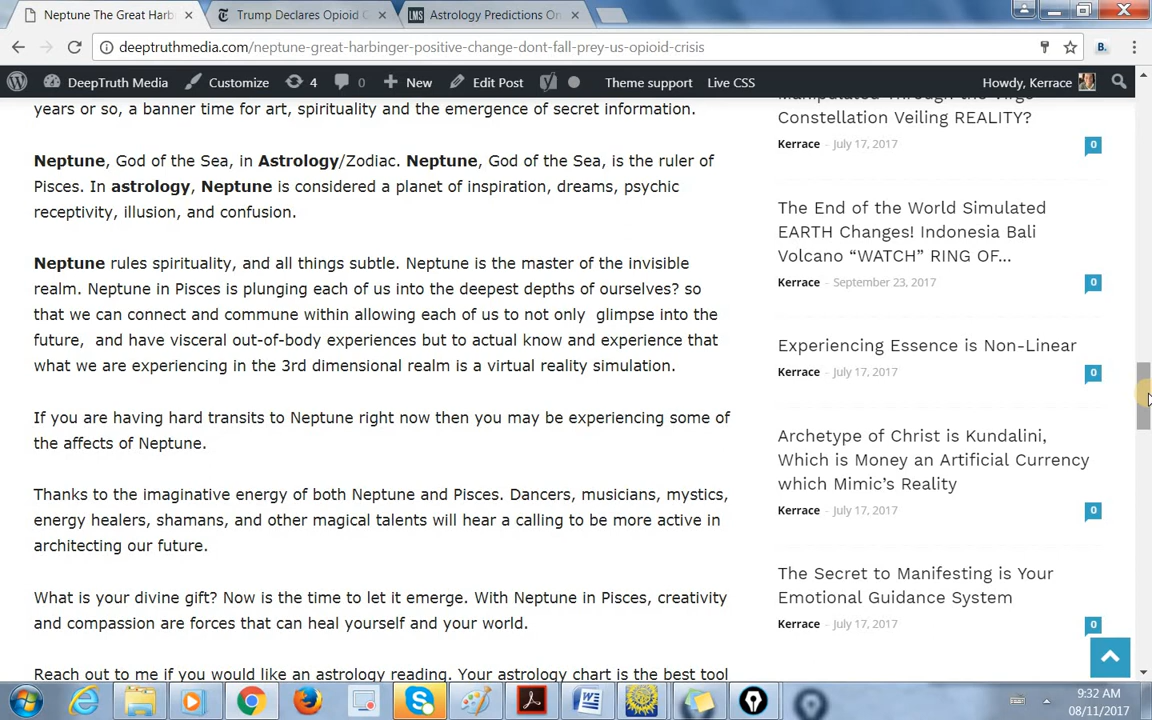 Neptune The Great Harb
Trump Declares Opioid C
LMS
Astrology Predictions On
deeptruthmedia.com/neptune-great-harbinger-positive-change-dont-fall-prey-us-opioid-crisis
B.
DeepTruth Media
Customize
4
0
New
Edit Post
Theme support
Live CSS
Howdy, Kerrace
years or so, a banner time for art, spirituality and the emergence of secret information.
Neptune, God of the Sea, in Astrology/Zodiac. Neptune, God of the Sea, is the ruler of
Pisces. In astrology, Neptune is considered a planet of inspiration, dreams, psychic
receptivity, illusion, and confusion.
Neptune rules spirituality, and all things subtle. Neptune is the master of the invisible
realm. Neptune in Pisces is plunging each of us into the deepest depths of ourselves? so
that we can connect and commune within allowing each of us to not only  glimpse into the
future,  and have visceral out-of-body experiences but to actual know and experience that
what we are experiencing in the 3rd dimensional realm is a virtual reality simulation.
If you are having hard transits to Neptune right now then you may be experiencing some of
the affects of Neptune.
Thanks to the imaginative energy of both Neptune and Pisces. Dancers, musicians, mystics,
energy healers, shamans, and other magical talents will hear a calling to be more active in
architecting our future.
What is your divine gift? Now is the time to let it emerge. With Neptune in Pisces, creativity
and compassion are forces that can heal yourself and your world.
Reach out to me if you would like an astrology reading. Your astrology chart is the best tool
Manipulated Through the Virgo
Constellation Veiling REALITY?
Kerrace - July 17, 2017
0
The End of the World Simulated
EARTH Changes! Indonesia Bali
Volcano “WATCH” RING OF...
Kerrace - September 23, 2017
0
Experiencing Essence is Non-Linear
Kerrace - July 17, 2017
0
Archetype of Christ is Kundalini,
Which is Money an Artificial Currency
which Mimic’s Reality
Kerrace - July 17, 2017
0
The Secret to Manifesting is Your
Emotional Guidance System
Kerrace - July 17, 2017
0
9:32 AM
08/11/2017